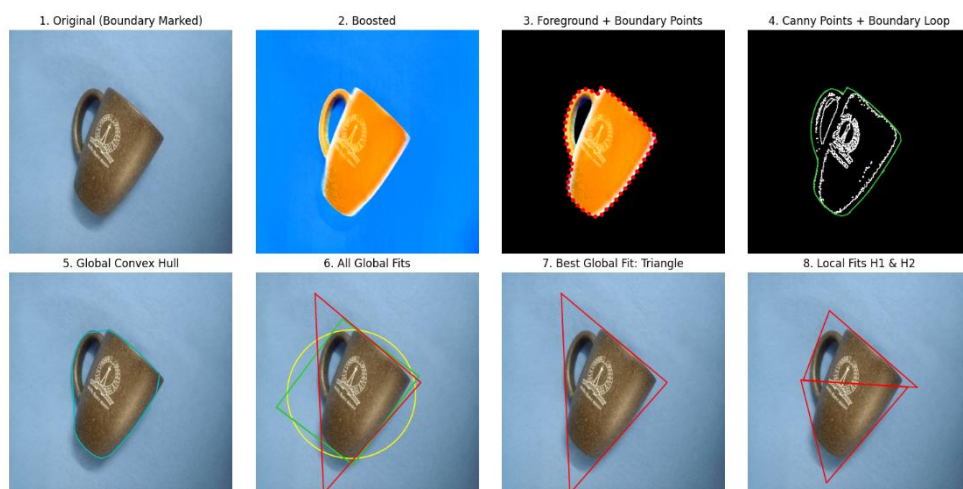 1. Original (Boundary Marked)
2. Boosted
3. Foreground + Boundary Points
4. Canny Points + Boundary Loop
5. Global Convex Hull
6. All Global Fits
7. Best Global Fit: Triangle
8. Local Fits H1 & H2